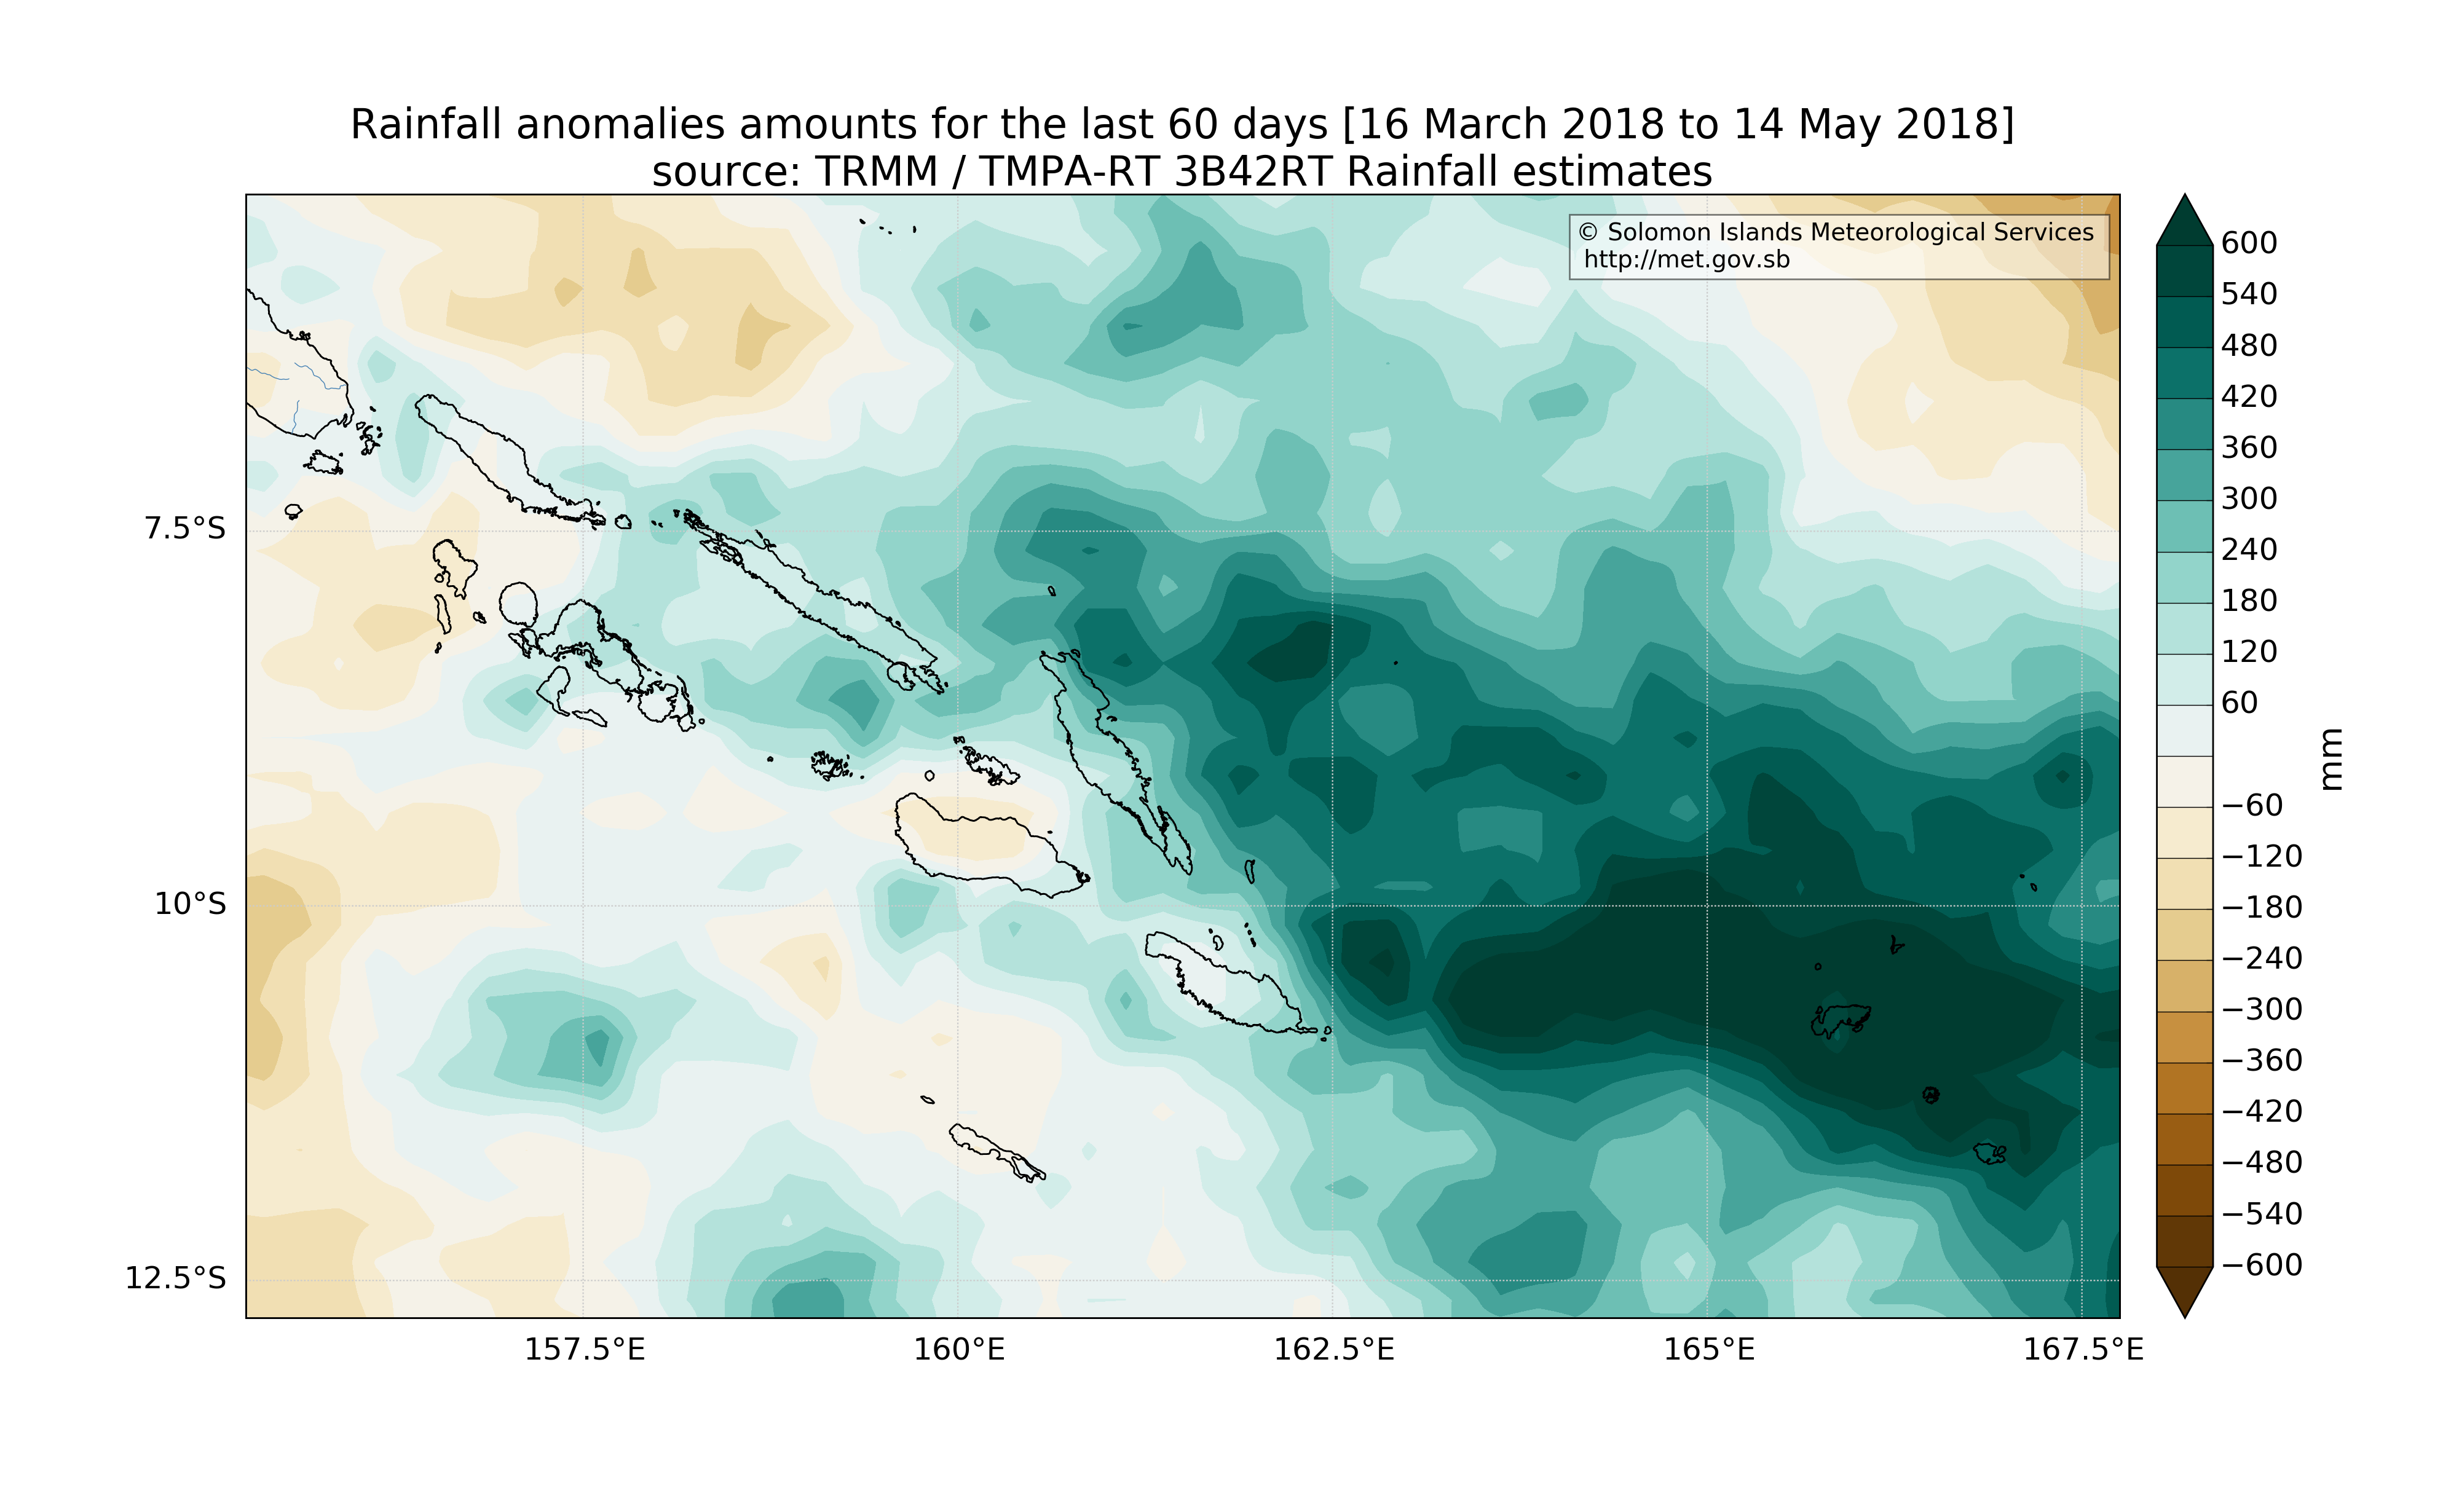 Rainfall anomalies amounts for the last 60 days [16 March 2018 to 14 May 2018]
source: TRMM / TMPA-RT 3B42RT Rainfall estimates
© Solomon Islands Meteorological Services
http://met.gov.sb
7.5°S
10°S
12.5°S
157.5°E
160°E
162.5°E
165°E
167.5°E
600
540
480
420
360
300
240
180
120
60
−60
−120
−180
−240
−300
−360
−420
−480
−540
−600
mm